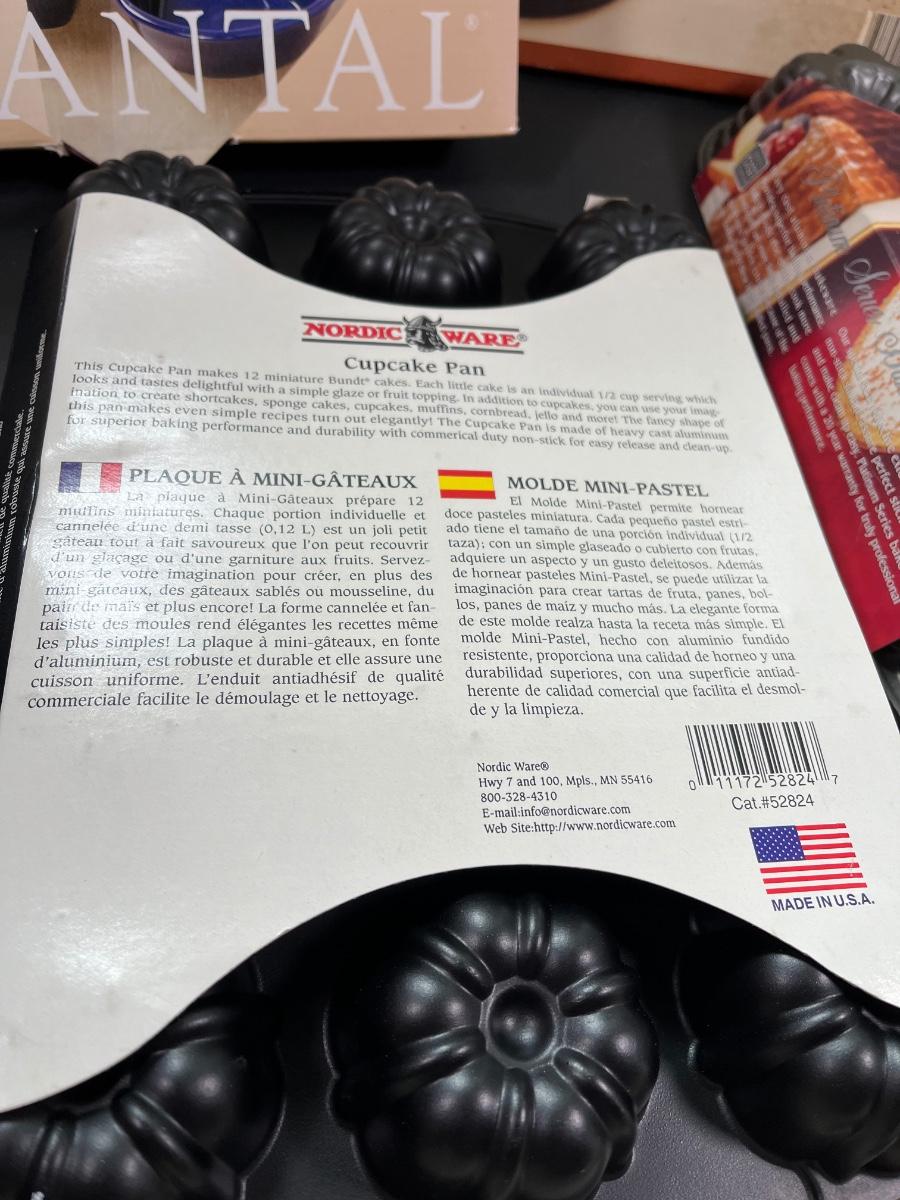 ANTAL®
NORDIC WARE®
Cupcake Pan
This Cupcake Pan makes 12 miniature Bundt® cakes. Each little cake is an individual 1/2 cup serving which
looks and tastes delightful with a simple glaze or fruit topping. In addition to cupcakes, you can use your imag-
ination to create shortcakes, sponge cakes, cupcakes, muffins, cornbread, jello and more! The fancy shape of
this pan makes even simple recipes turn out elegantly! The Cupcake Pan is made of heavy cast aluminum
for superior baking performance and durability with commerical duty non-stick for easy release and clean-up.
PLAQUE À MINI-GÂTEAUX
La plaque à Mini-Gâteaux prépare 12
muffins miniatures. Chaque portion individuelle et
cannelée d'une demi tasse (0,12 L) est un joli petit
gâteau tout à fait savoureux que l'on peut recouvrir
d'un glaçage ou d'une garniture aux fruits. Servez-
vous de votre imagination pour créer, en plus des
mini-gâteaux, des gâteaux sablés ou mousseline, du
pain de maïs et plus encore! La forme cannelée et fan-
taisiste des moules rend élégantes les recettes même
les plus simples! La plaque à mini-gâteaux, en fonte
d'aluminium, est robuste et durable et elle assure une
cuisson uniforme. L'enduit antiadhésif de qualité
commerciale facilite le démoulage et le nettoyage.
MOLDE MINI-PASTEL
El Molde Mini-Pastel permite hornear
doce pasteles miniatura. Cada pequeño pastel estri-
ado tiene el tamaño de una porción individual (1/2
taza); con un simple glaseado o cubierto con frutas,
adquiere un aspecto y un gusto deleitosos. Además
de hornear pasteles Mini-Pastel, se puede utilizar la
imaginación para crear tartas de fruta, panes, bol-
los, panes de maíz y mucho más. La elegante forma
de este molde realza hasta la receta más simple. El
molde Mini-Pastel, hecho con aluminio fundido
resistente, proporciona una calidad de horneo y una
durabilidad superiores, con una superficie antiad-
herente de calidad comercial que facilita el desmol-
de y la limpieza.
Nordic Ware®
Hwy 7 and 100, Mpls., MN 55416
800-328-4310
E-mail:info@nordicware.com
Web Site:http://www.nordicware.com
0 11172 52824 7
Cat.#52824
MADE IN U.S.A.
de qualité commerciale.
d'aluminium robuste qui assure une cuisson uniforme.
Platinum
Series